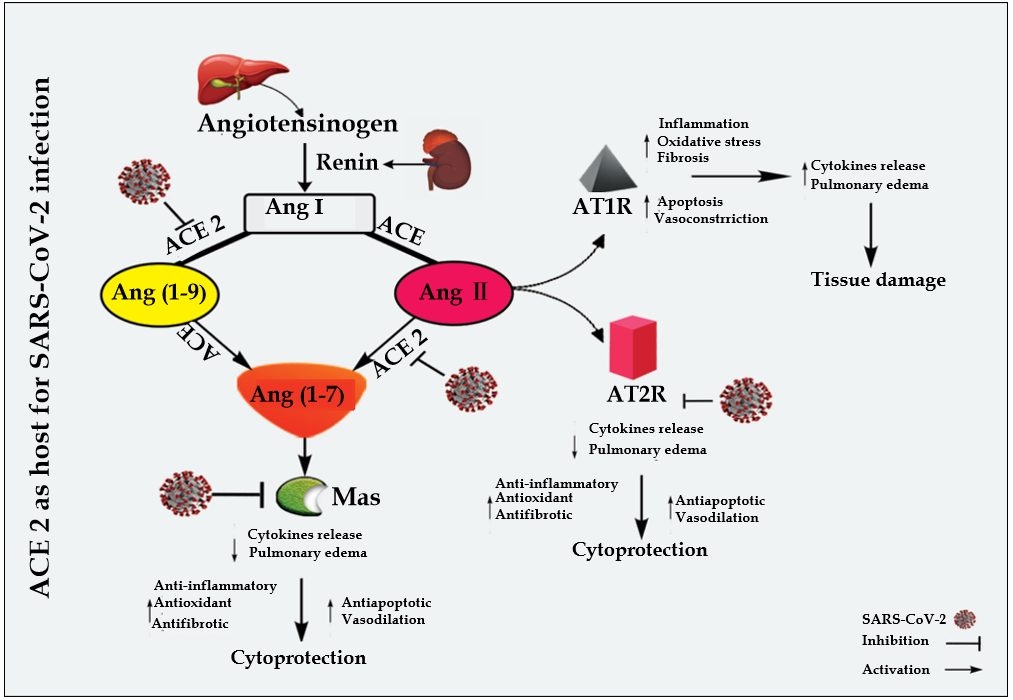 ACE 2 as host for SARS-CoV-2 infection
Angiotensinogen
Renin
Ang I
ACE 2
ACE
Ang (1-9)
Ang II
ACE
ACE 2
Ang (1-7)
Mas
Cytokines release
Pulmonary edema
Anti-inflammatory
Antioxidant
Antifibrotic
Antiapoptotic
Vasodilation
Cytoprotection
AT1R
Inflammation
Oxidative stress
Fibrosis
Apoptosis
Vasoconstrriction
Cytokines release
Pulmonary edema
Tissue damage
AT2R
Cytokines release
Pulmonary edema
Anti-inflammatory
Antioxidant
Antifibrotic
Antiapoptotic
Vasodilation
Cytoprotection
SARS-CoV-2
Inhibition
Activation